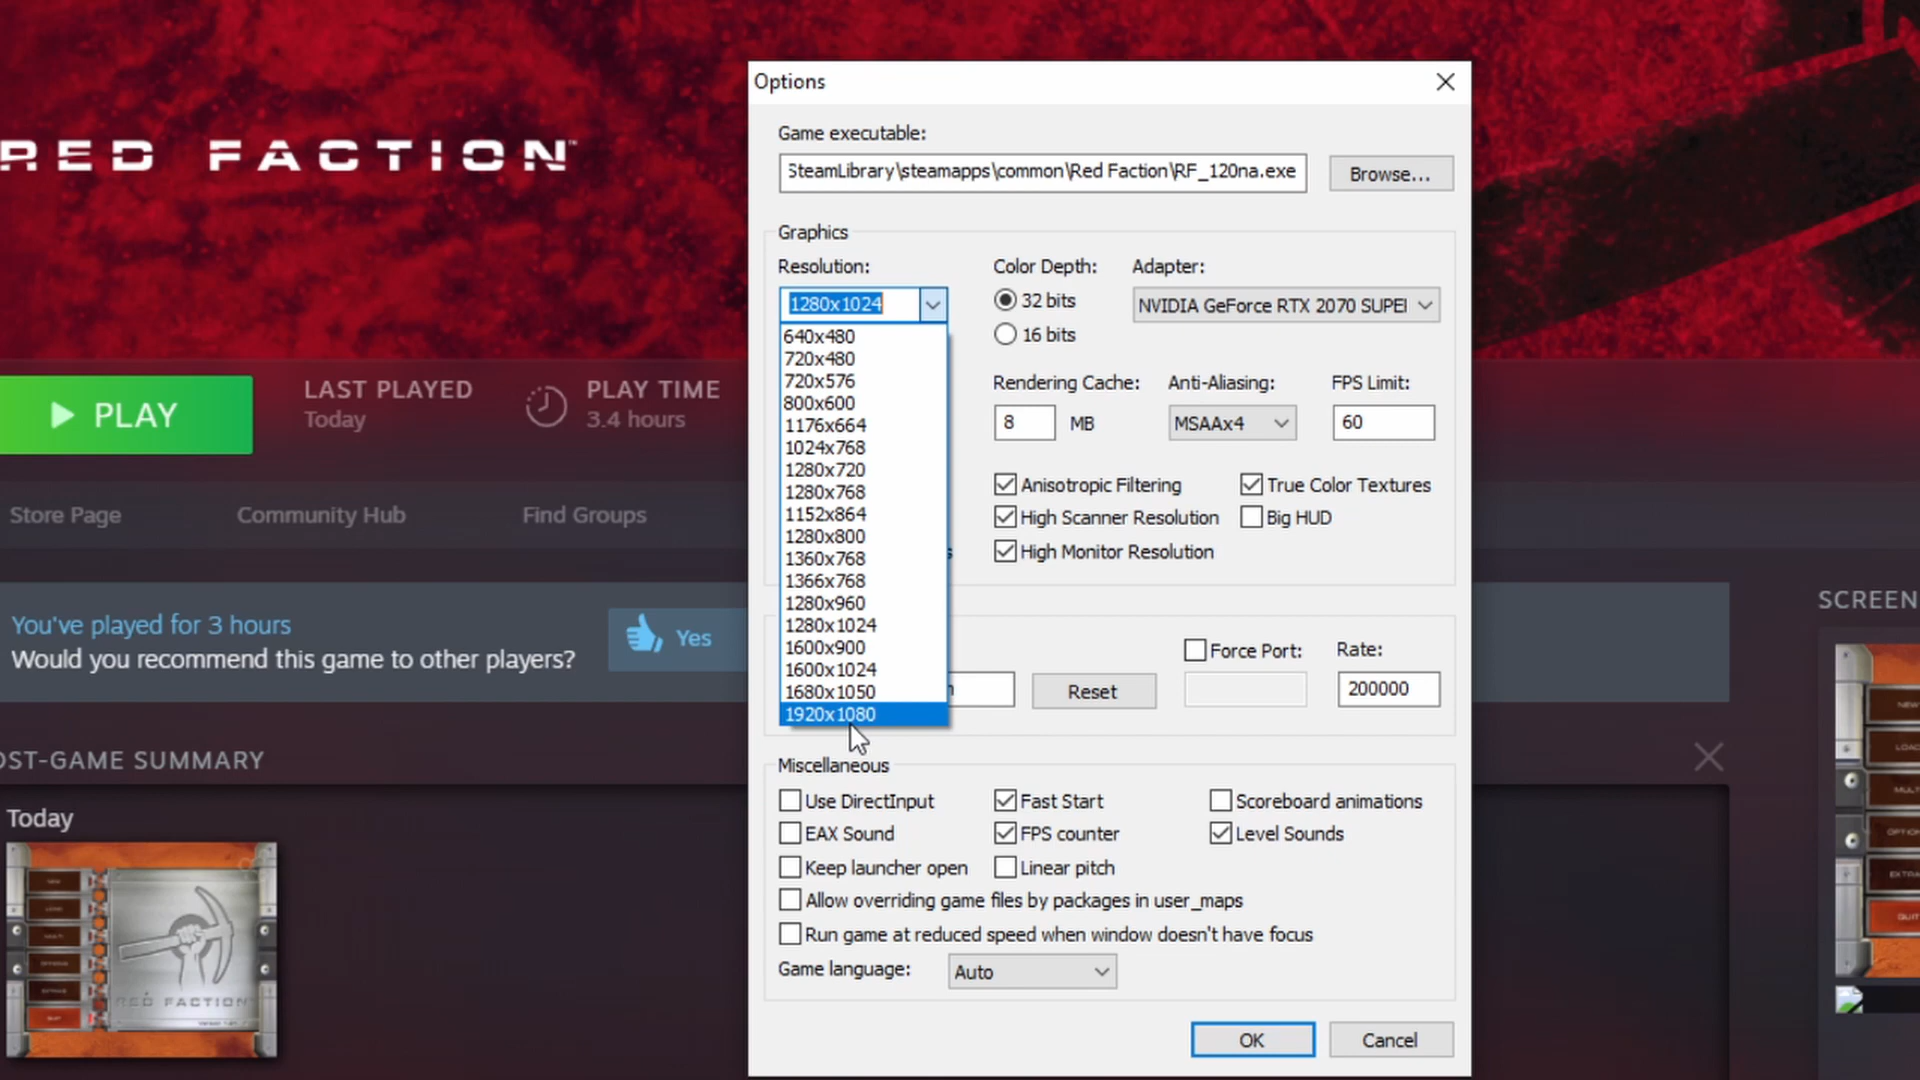 RED FACTION™
PLAY
LAST PLAYED
Today
PLAY TIME
3.4 hours
Store Page
Community Hub
Find Groups
You've played for 3 hours
Would you recommend this game to other players?
Yes
OST-GAME SUMMARY
Today
RED FACTION
SCREEN
Options
Game executable:
SteamLibrary\steamapps\common\Red Faction\RF_120na.exe
Browse...
Graphics
Resolution:
1280x1024
640x480
720x480
720x576
800x600
1176x664
1024x768
1280x720
1280x768
1152x864
1280x800
1360x768
1366x768
1280x960
1280x1024
1600x900
1600x1024
1680x1050
1920x1080
Color Depth:
32 bits
16 bits
Adapter:
NVIDIA GeForce RTX 2070 SUPE
Rendering Cache:
8 MB
Anti-Aliasing:
MSAAx4
FPS Limit:
60
Anisotropic Filtering
True Color Textures
High Scanner Resolution
Big HUD
High Monitor Resolution
Reset
Force Port:
Rate:
200000
Miscellaneous
Use DirectInput
Fast Start
Scoreboard animations
EAX Sound
FPS counter
Level Sounds
Keep launcher open
Linear pitch
Allow overriding game files by packages in user_maps
Run game at reduced speed when window doesn't have focus
Game language:
Auto
OK
Cancel